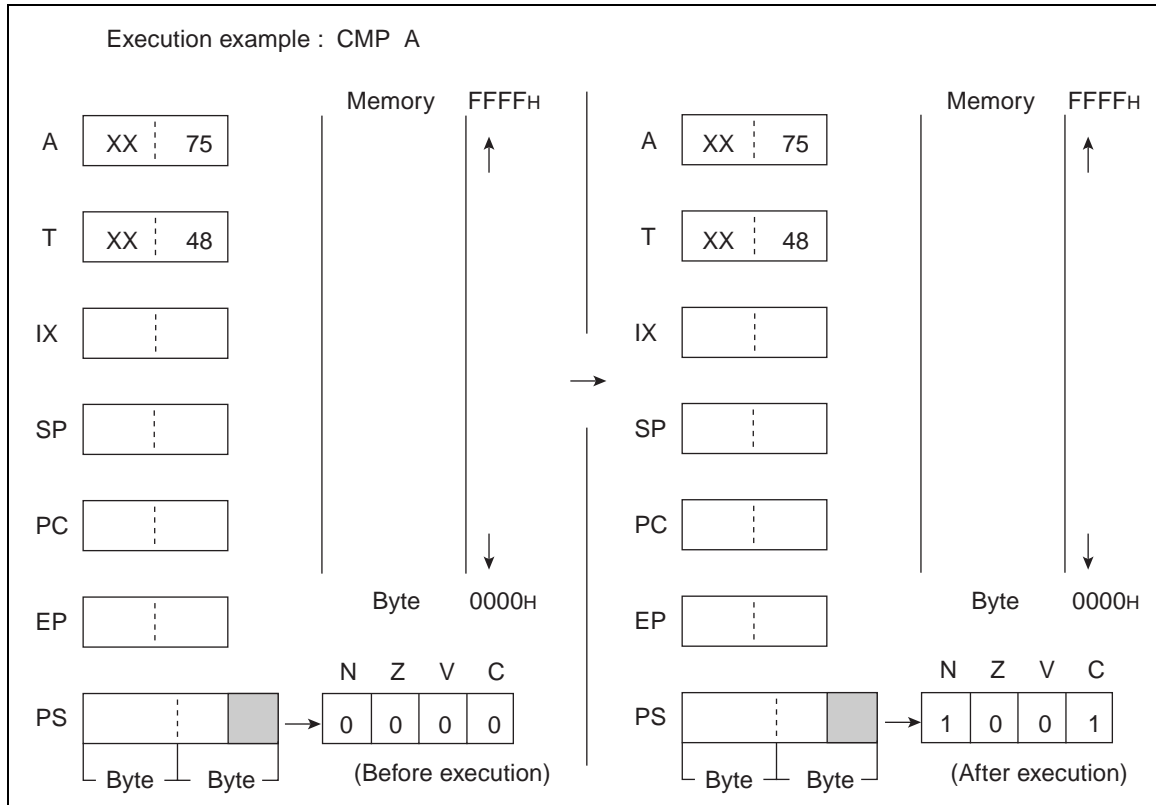 Execution example : CMP A
Memory FFFFH
A XX 75
T XX 48
IX
SP
PC
EP
Byte 0000H
N Z V C
PS 0 0 0 0
Byte Byte (Before execution)
Memory FFFFH
A XX 75
T XX 48
IX
SP
PC
EP
Byte 0000H
N Z V C
PS 1 0 0 1
Byte Byte (After execution)